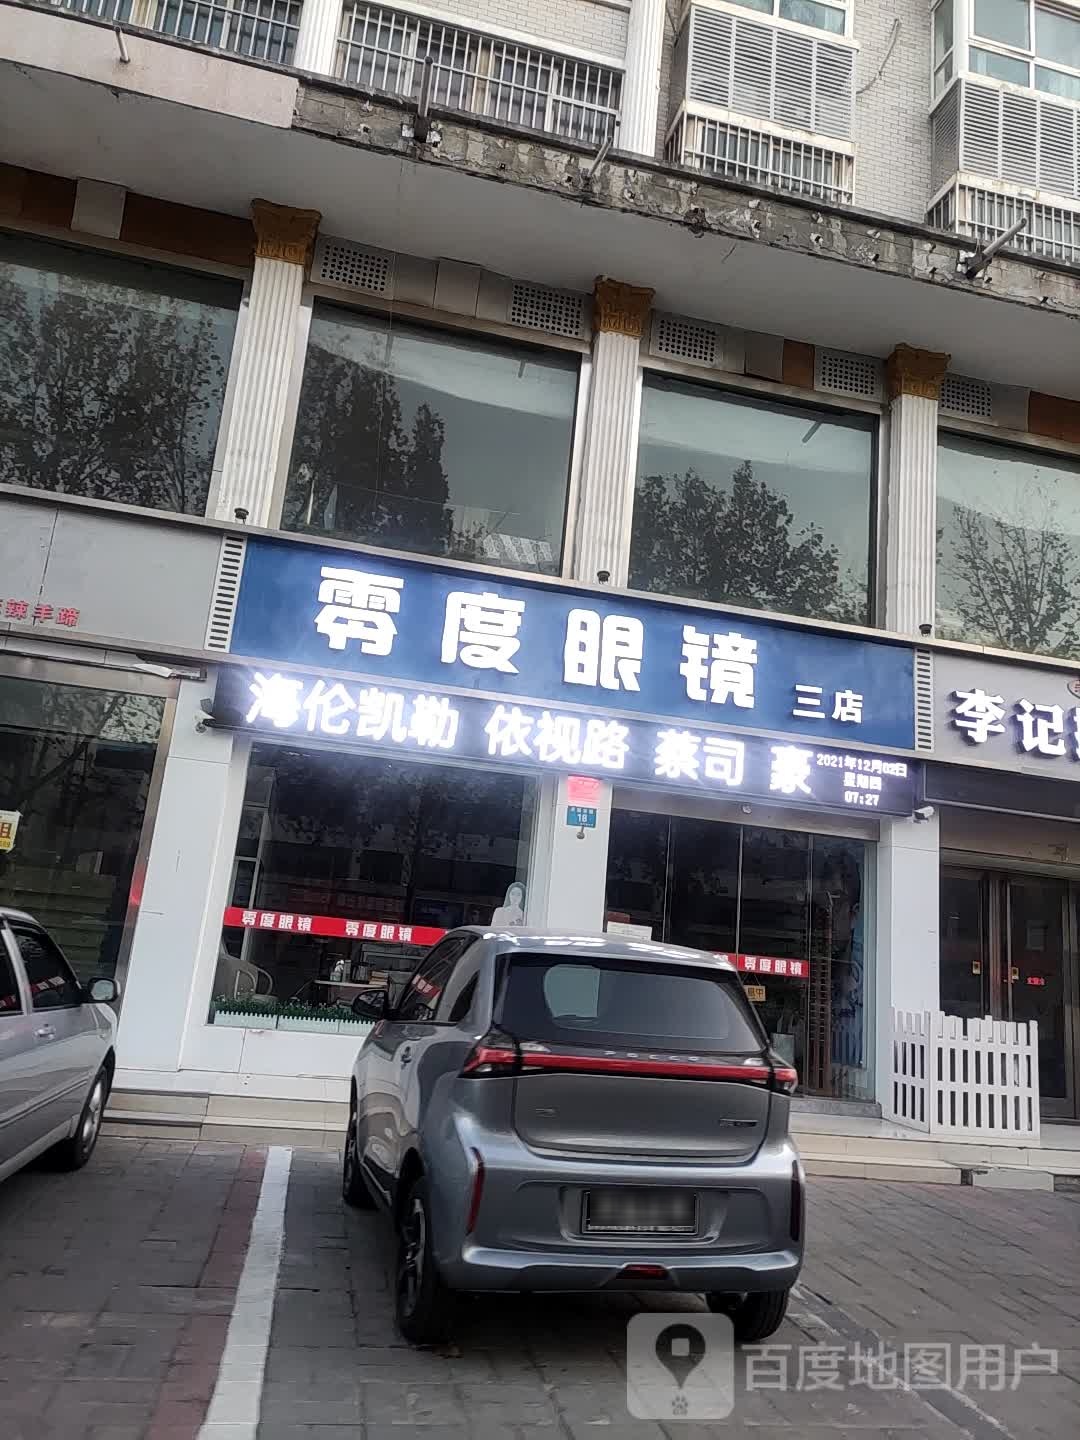 零度眼镜 三店
辣手蹄
李记
海伦凯勒 依视路 蔡司 豪
2021年12月02日
星期四
07:27
18
零度眼镜 零度眼镜
零度眼镜
百度地图用户